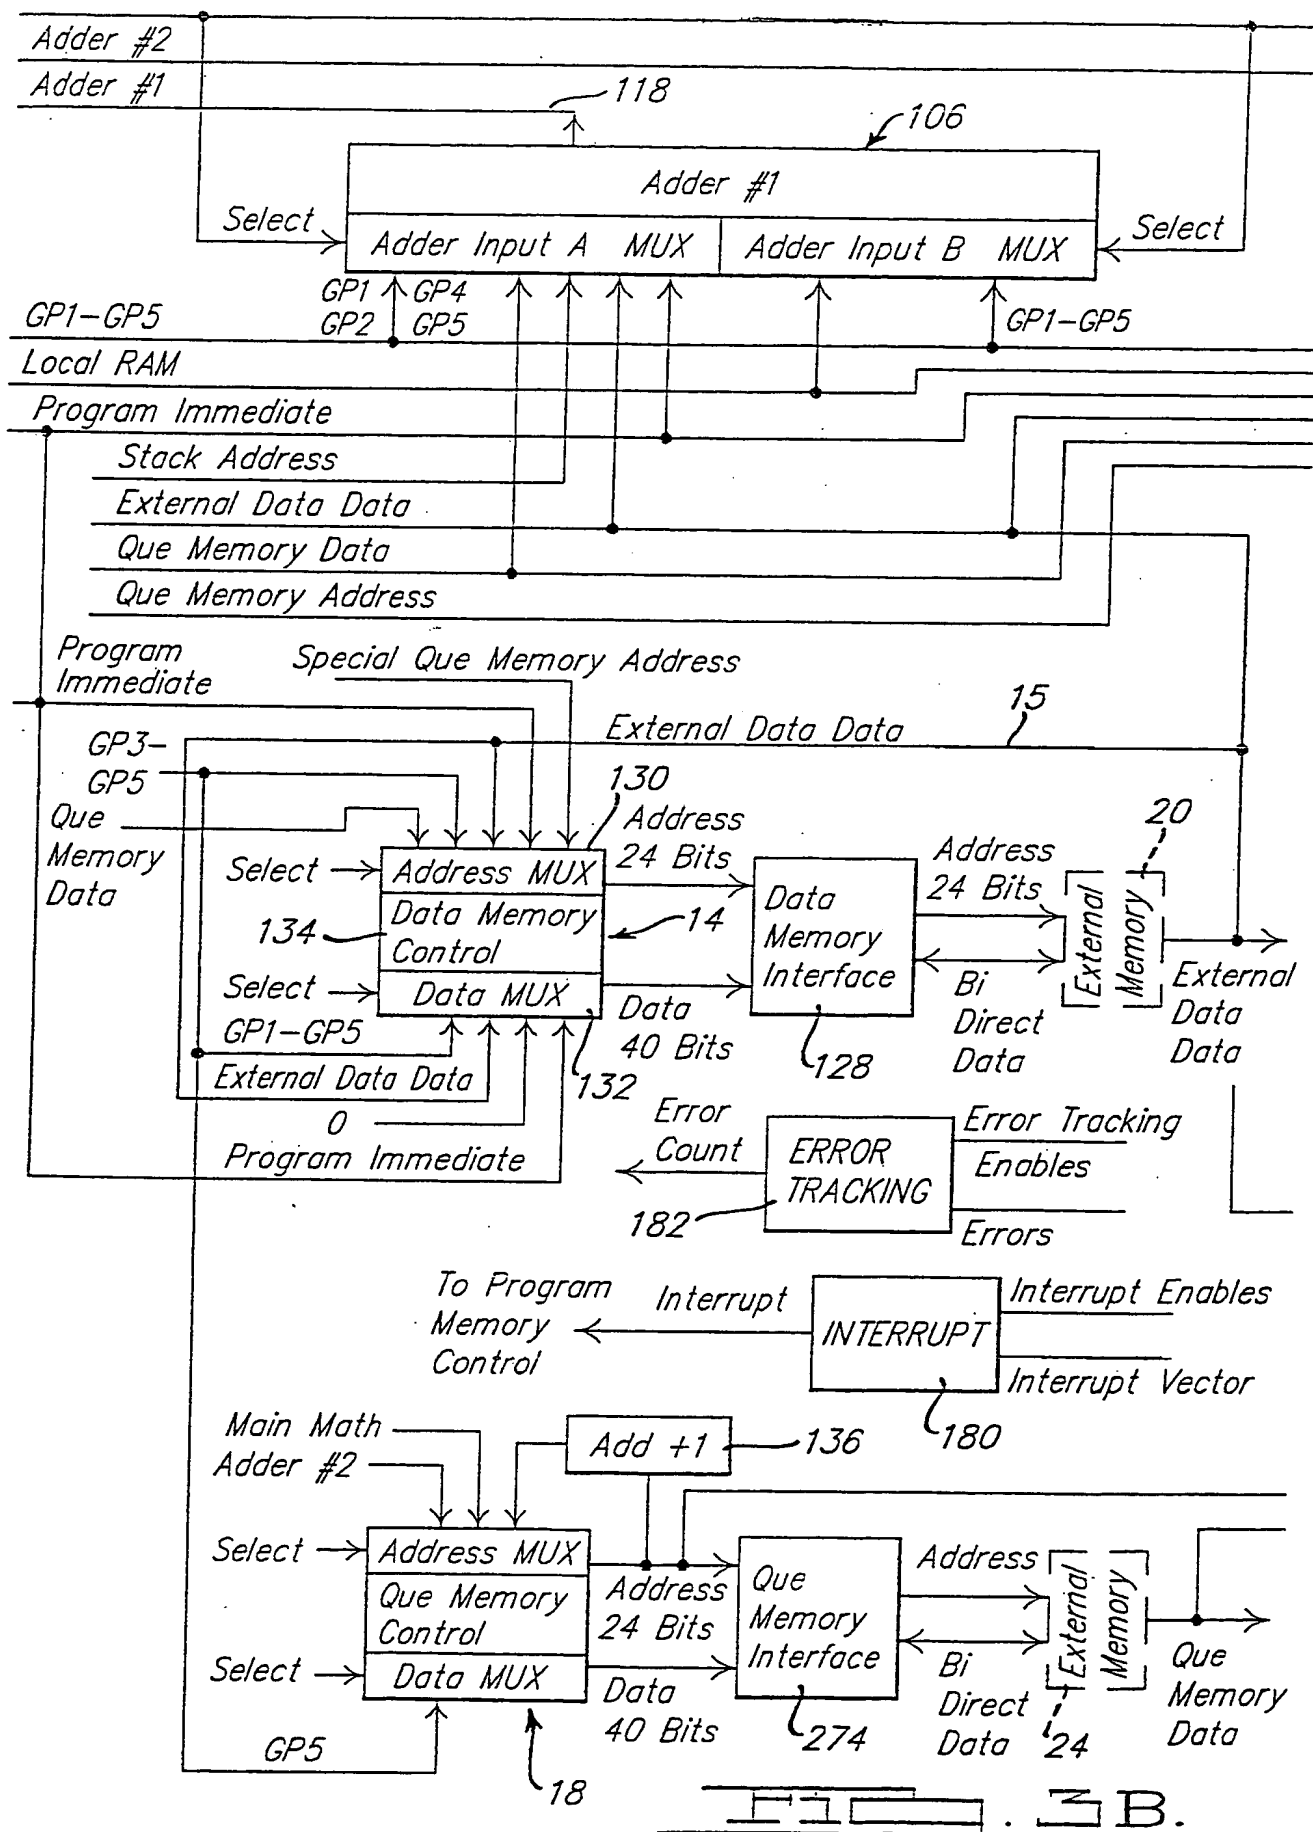 Adder #2
Adder #1
118
106
Adder #1
Select
Adder Input A MUX
Adder Input B MUX
Select
GP1 GP4
GP2 GP5
GP1-GP5
GP1-GP5
Local RAM
Program Immediate
Stack Address
External Data Data
Que Memory Data
Que Memory Address
Program
Immediate
Special Que Memory Address
External Data Data
15
GP3-
GP5
Que
Memory
Data
130
Address
24 Bits
20
Select
Address MUX
Data Memory
Control
134
14
Select
Data MUX
Data
Memory
Interface
Address
24 Bits
External
Memory
Bi
Direct
Data
External
Data
Data
Data
40 Bits
128
132
GP1-GP5
External Data Data
0
Program Immediate
Error
Count
ERROR
TRACKING
Error Tracking
Enables
182
Errors
To Program
Memory
Control
Interrupt
INTERRUPT
Interrupt Enables
Interrupt Vector
180
Main Math
Adder #2
Add +1
136
Select
Address MUX
Que Memory
Control
Select
Data MUX
Address
24 Bits
Data
40 Bits
Que
Memory
Interface
Address
External
Memory
Bi
Direct
Data
Que
Memory
Data
274
24
GP5
18
FIG. 3B.